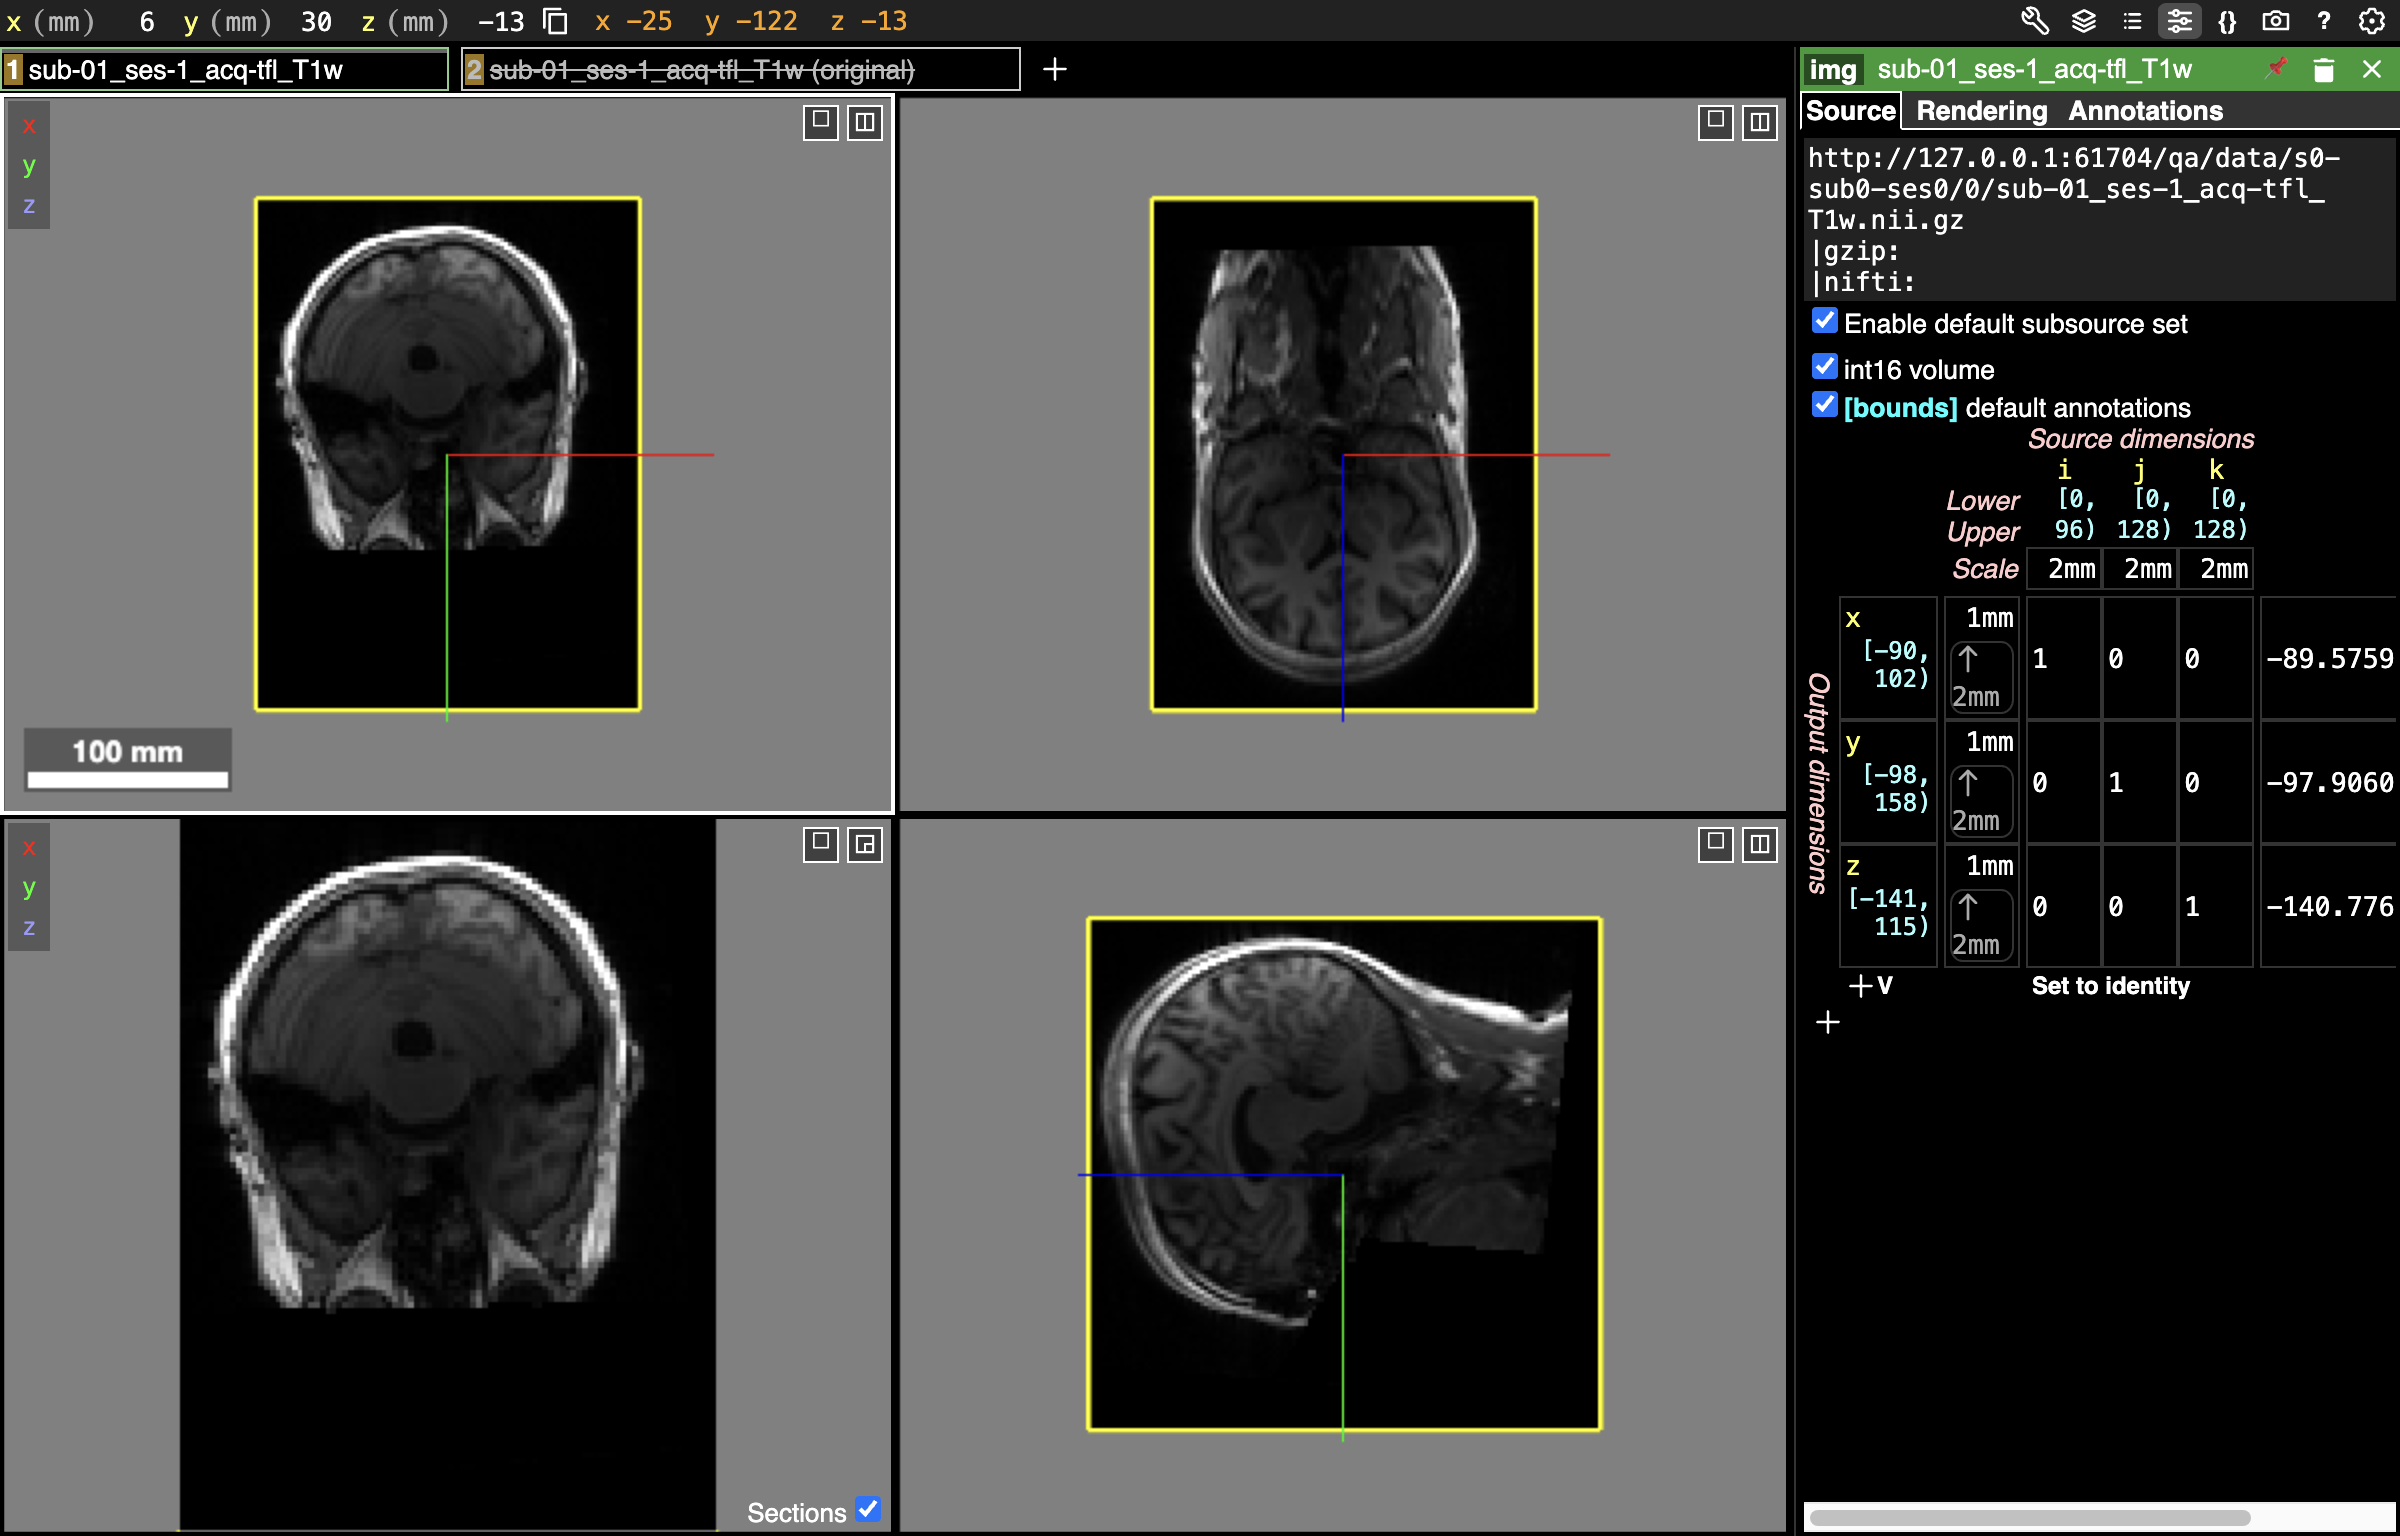 x (mm) 6 y (mm) 30 z (mm) -13 x -25 y -122 z -13
1 sub-01_ses-1_acq-tfl_T1w 2 sub-01_ses-1_acq-tfl_T1w (original) +
img sub-01_ses-1_acq-tfl_T1w
Source Rendering Annotations
x
y
z
100 mm
x
y
z
Sections
http://127.0.0.1:61704/qa/data/s0-
sub0-ses0/0/sub-01_ses-1_acq-tfl_
T1w.nii.gz
|gzip:
|nifti:
Enable default subsource set
int16 volume
[bounds] default annotations
Source dimensions
i j k
Lower [0, [0, [0,
Upper 96) 128) 128)
Scale 2mm 2mm 2mm
Output dimensions
x 1mm
[-90, 102) ↑ 2mm 1 0 0 -89.5759
y 1mm
[-98, 158) ↑ 2mm 0 1 0 -97.9060
z 1mm
[-141, 115) ↑ 2mm 0 0 1 -140.776
+V Set to identity
+